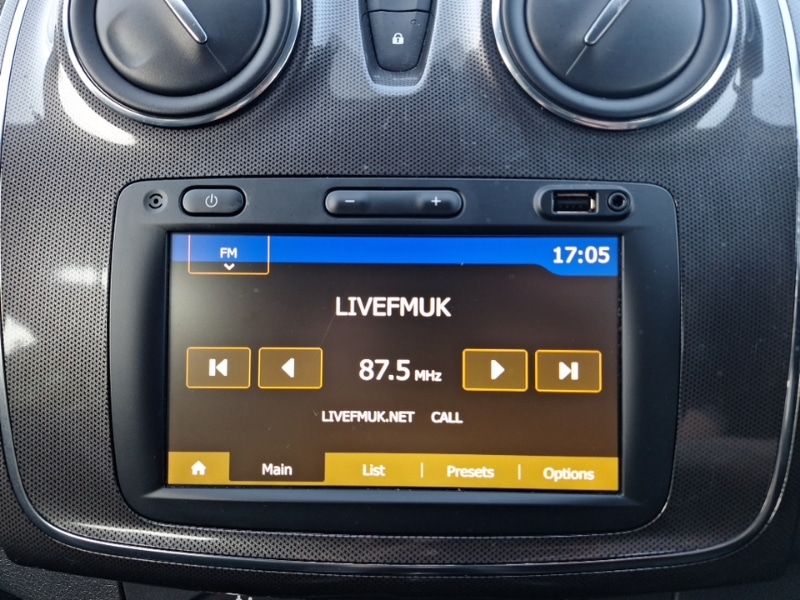 FM
17:05
LIVEFMUK
87.5 MHz
LIVEFMUK.NET CALL
Main List Presets Options